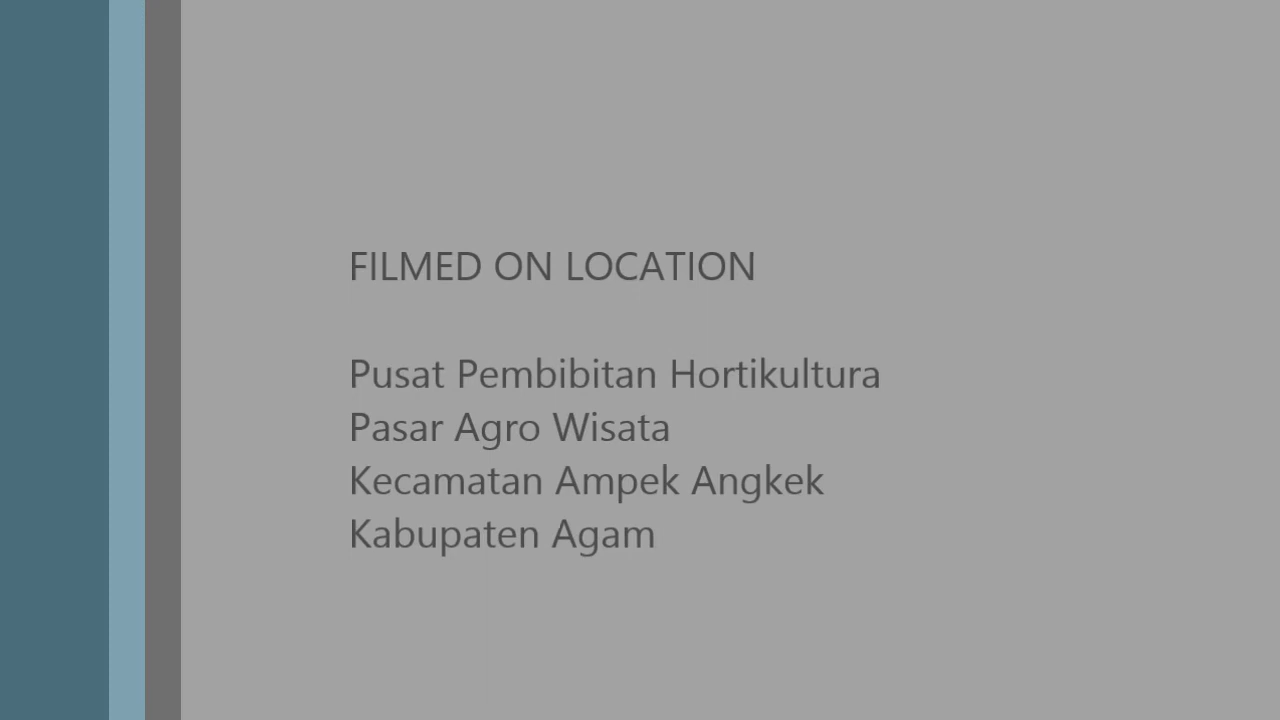 FILMED ON LOCATION
Pusat Pembibitan Hortikultura
Pasar Agro Wisata
Kecamatan Ampek Angkek
Kabupaten Agam